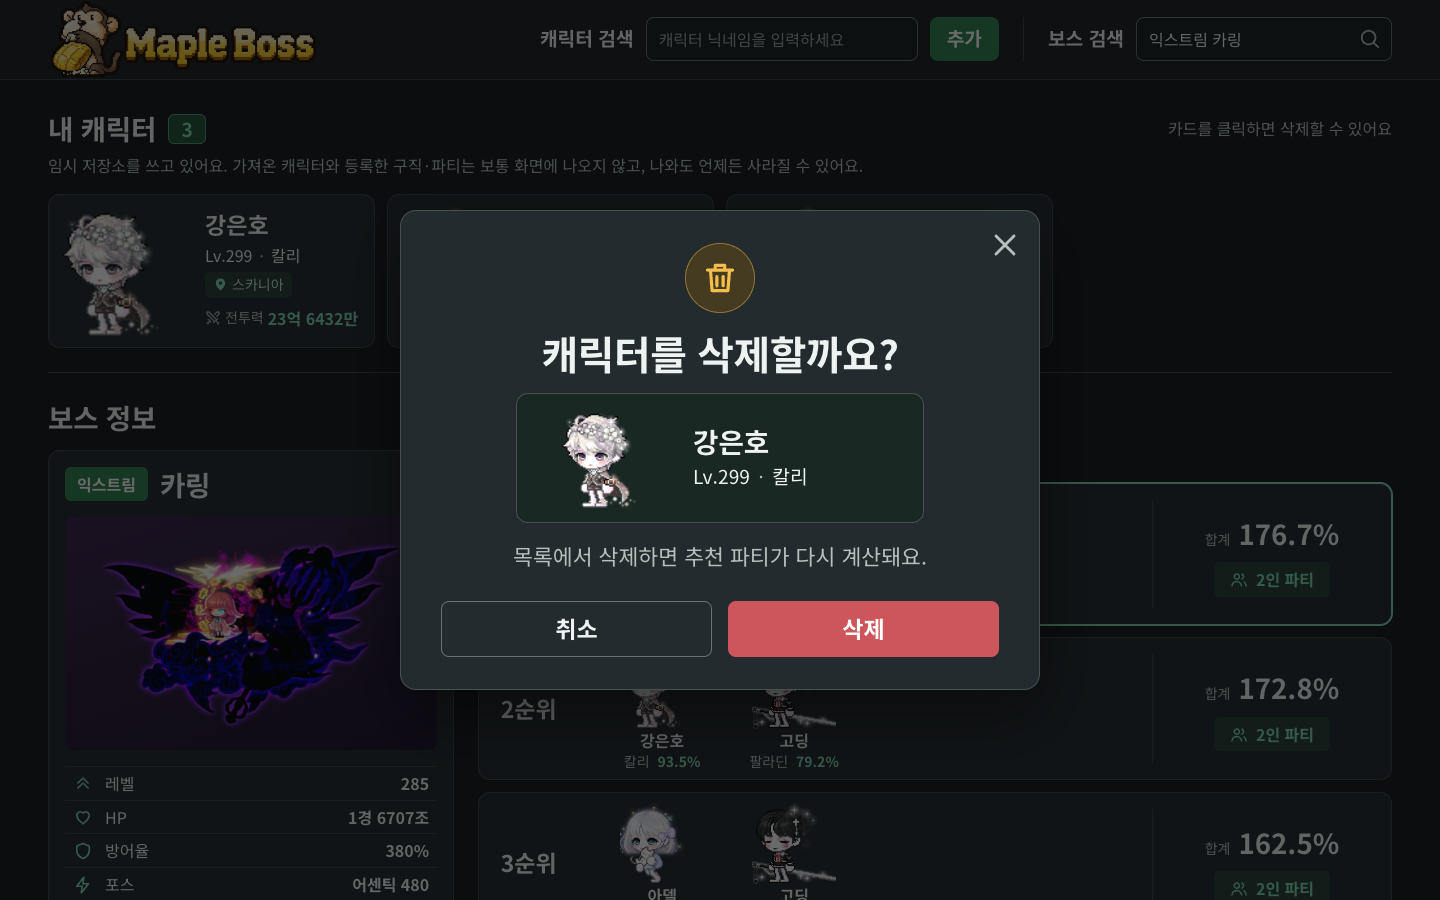 Maple Boss
캐릭터 검색
캐릭터 닉네임을 입력하세요
추가
보스 검색
익스트림 카링
내 캐릭터 3
카드를 클릭하면 삭제할 수 있어요
임시 저장소를 쓰고 있어요. 가져온 캐릭터와 등록한 구직·파티는 보통 화면에 나오지 않고, 나와도 언제든 사라질 수 있어요.
강은호
Lv.299 · 칼리
스카니아
전투력 23억 6432만
캐릭터를 삭제할까요?
강은호
Lv.299 · 칼리
목록에서 삭제하면 추천 파티가 다시 계산돼요.
취소
삭제
보스 정보
익스트림 카링
레벨 285
HP 1경 6707조
방어율 380%
포스 어센틱 480
합계 176.7%
2인 파티
2순위
강은호
칼리 93.5%
고딩
팔라딘 79.2%
합계 172.8%
2인 파티
3순위
아델
고딩
합계 162.5%
2인 파티